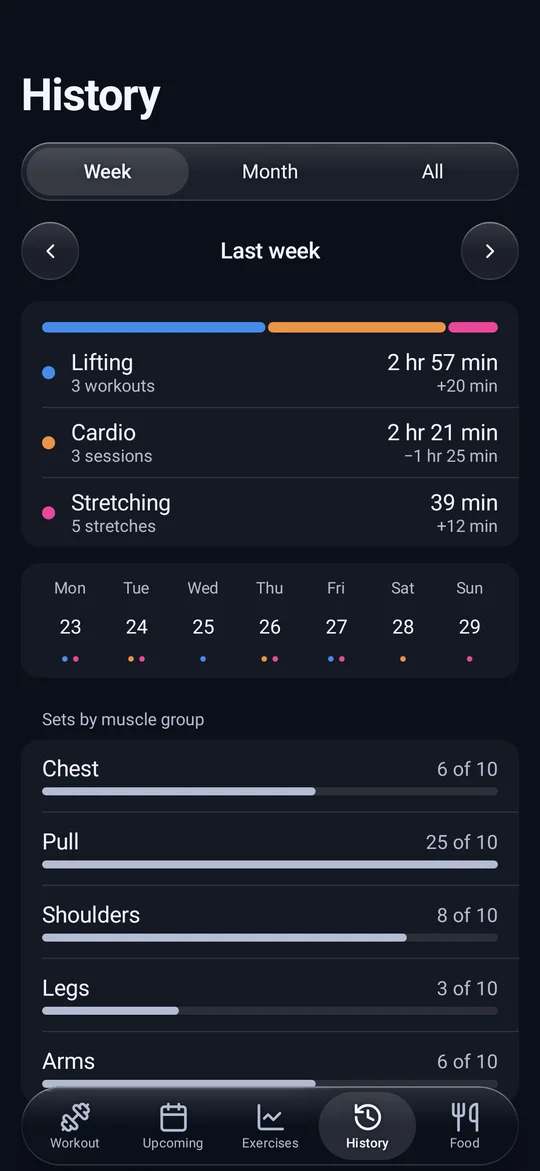 History
Week Month All
Last week
Lifting 2 hr 57 min
3 workouts +20 min
Cardio 2 hr 21 min
3 sessions −1 hr 25 min
Stretching 39 min
5 stretches +12 min
Mon Tue Wed Thu Fri Sat Sun
23 24 25 26 27 28 29
Sets by muscle group
Chest 6 of 10
Pull 25 of 10
Shoulders 8 of 10
Legs 3 of 10
Arms 6 of 10
Workout Upcoming Exercises History Food